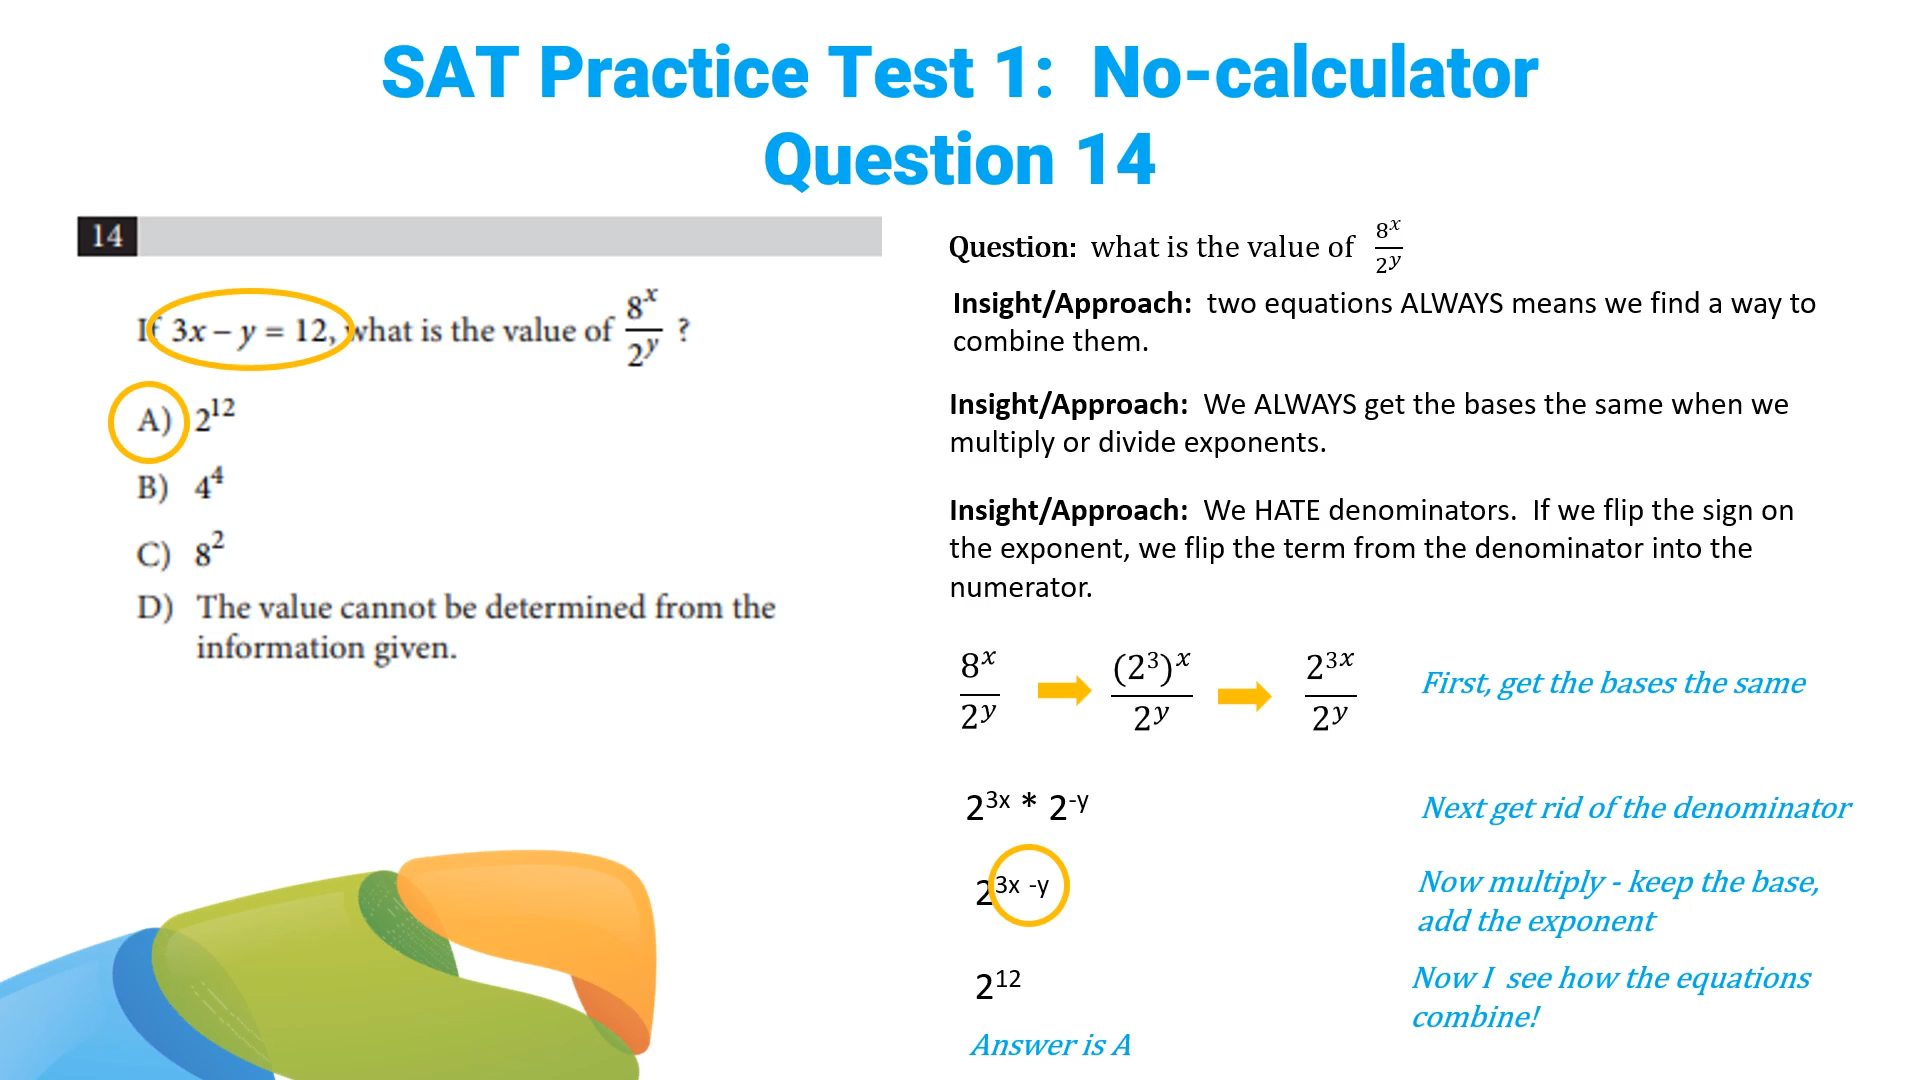 SAT Practice Test 1:  No-calculator
Question 14
14
If 3x – y = 12, what is the value of 8^x/2^y ?
A) 2^12
B) 4^4
C) 8^2
D) The value cannot be determined from the
information given.
Question:  what is the value of 8^x/2^y
Insight/Approach:  two equations ALWAYS means we find a way to
combine them.
Insight/Approach:  We ALWAYS get the bases the same when we
multiply or divide exponents.
Insight/Approach:  We HATE denominators.  If we flip the sign on
the exponent, we flip the term from the denominator into the
numerator.
8^x/2^y (2^3)^x/2^y 2^3x/2^y First, get the bases the same
2^3x * 2^-y Next get rid of the denominator
2^3x -y Now multiply - keep the base,
add the exponent
2^12 Now I  see how the equations
combine!
Answer is A